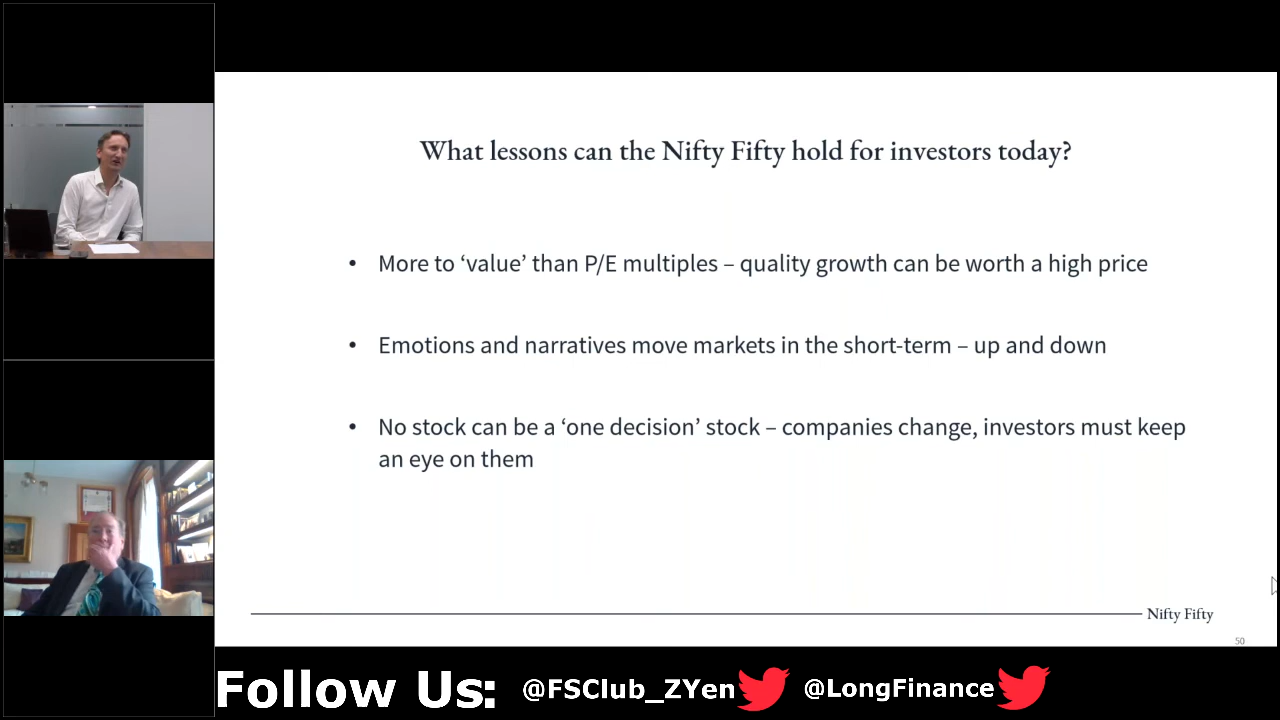 What lessons can the Nifty Fifty hold for investors today?
• More to ‘value’ than P/E multiples – quality growth can be worth a high price
• Emotions and narratives move markets in the short-term – up and down
• No stock can be a ‘one decision’ stock – companies change, investors must keep
an eye on them
Nifty Fifty
50
Follow Us: @FSClub_ZYen @LongFinance